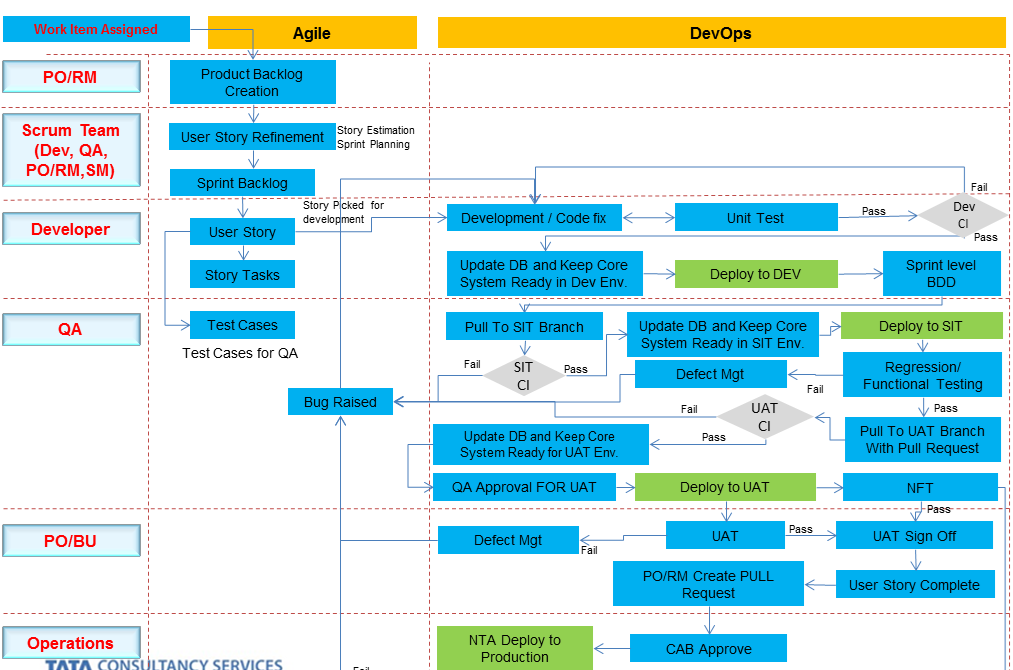 Work Item Assigned
Agile
DevOps
PO/RM
Product Backlog
Creation
Scrum Team
(Dev, QA,
PO/RM,SM)
User Story Refinement
Story Estimation
Sprint Planning
Sprint Backlog
Fail
Developer
Story Picked for
development
User Story
Story Tasks
Development / Code fix
Unit Test
Pass
Dev
CI
Pass
Update DB and Keep Core
System Ready in Dev Env.
Deploy to DEV
Sprint level
BDD
QA
Test Cases
Test Cases for QA
Pull To SIT Branch
Update DB and Keep Core
System Ready in SIT Env.
Deploy to SIT
Fail
SIT
CI
Pass
Defect Mgt
Regression/
Functional Testing
Fail
Bug Raised
Fail
UAT
CI
Pass
Pull To UAT Branch
With Pull Request
Update DB and Keep Core
System Ready for UAT Env.
Pass
QA Approval FOR UAT
Deploy to UAT
NFT
Pass
PO/BU
Defect Mgt
Fail
UAT
Pass
UAT Sign Off
PO/RM Create PULL
Request
User Story Complete
Operations
NTA Deploy to
Production
CAB Approve
TATA CONSULTANCY SERVICES
Fail